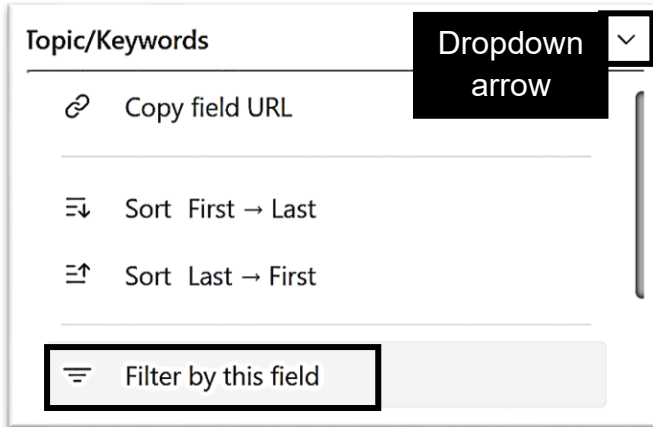 Topic/Keywords
Dropdown
arrow
Copy field URL
Sort First → Last
Sort Last → First
Filter by this field